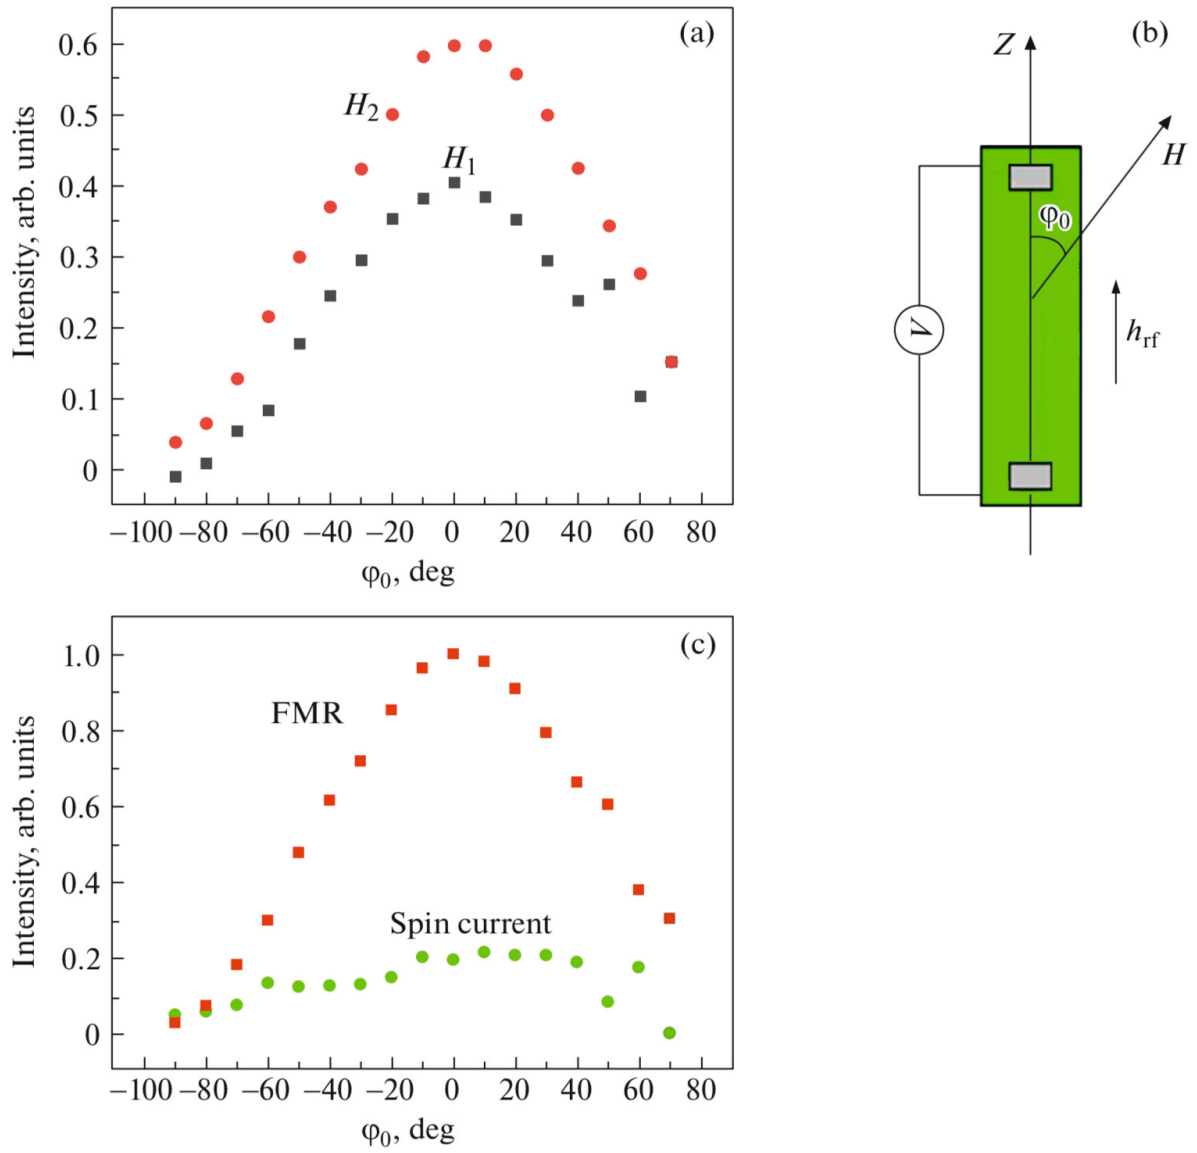 (a)
0.6
0.5
0.4
0.3
0.2
0.1
0
Intensity, arb. units
H₂
H₁
−100 −80 −60 −40 −20 0 20 40 60 80
φ₀, deg
(b)
Z
H
φ₀
V
h_rf
(c)
1.0
0.8
0.6
0.4
0.2
0
Intensity, arb. units
FMR
Spin current
−100 −80 −60 −40 −20 0 20 40 60 80
φ₀, deg